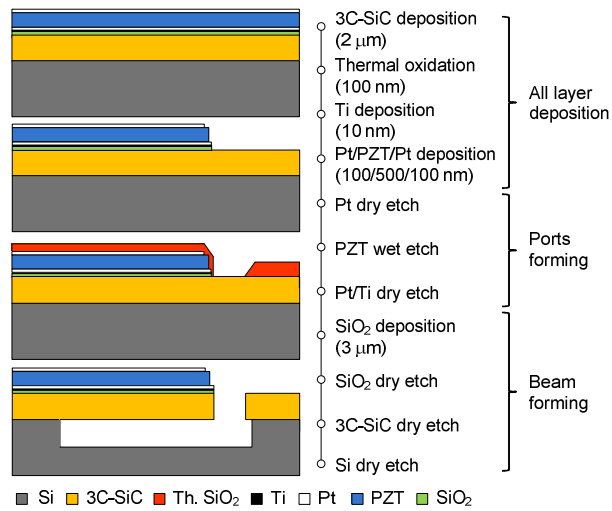 3C-SiC deposition
(2 μm)
Thermal oxidation
(100 nm)
Ti deposition
(10 nm)
Pt/PZT/Pt deposition
(100/500/100 nm)
Pt dry etch
PZT wet etch
Pt/Ti dry etch
SiO₂ deposition
(3 μm)
SiO₂ dry etch
3C-SiC dry etch
Si dry etch
All layer
deposition
Ports
forming
Beam
forming
Si 3C-SiC Th. SiO₂ Ti Pt PZT SiO₂